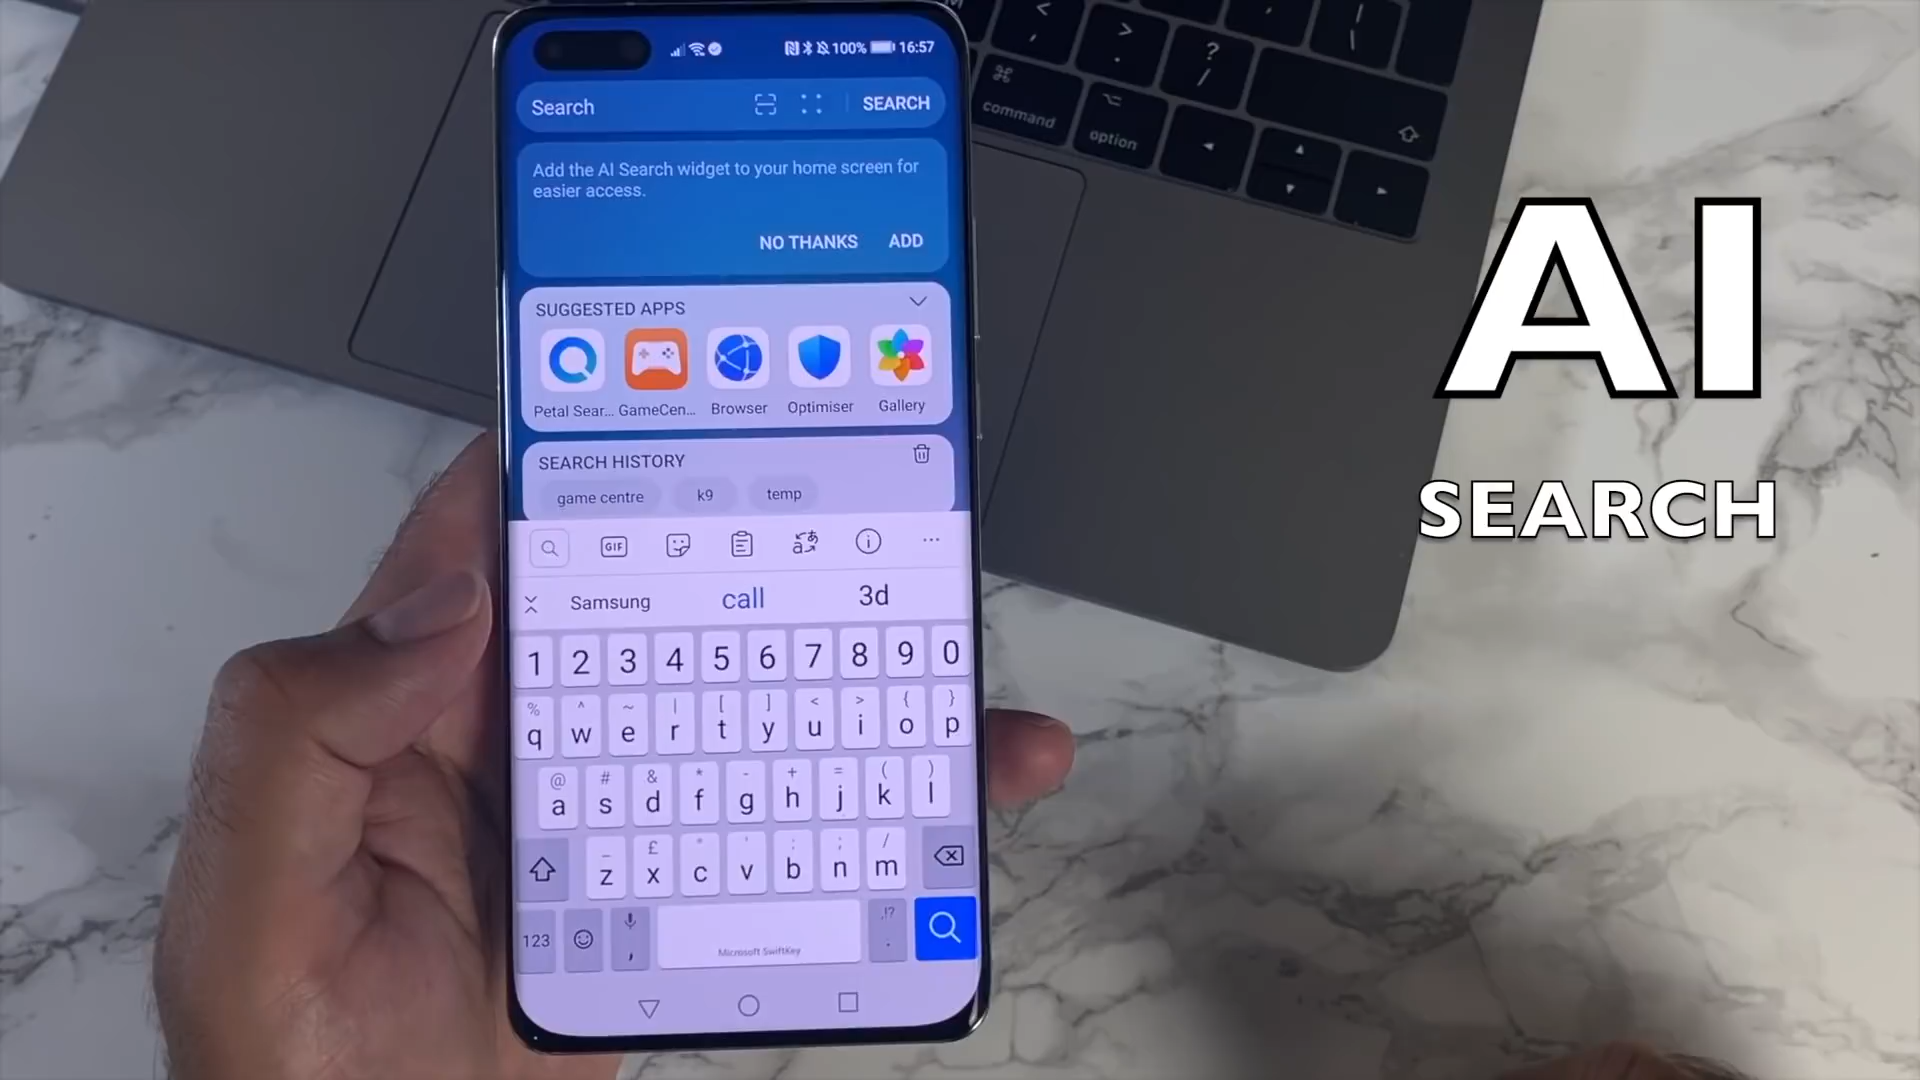 100% 16:57
Search SEARCH
Add the AI Search widget to your home screen for
easier access.
NO THANKS ADD
SUGGESTED APPS
Petal Sear... GameCen... Browser Optimiser Gallery
SEARCH HISTORY
game centre k9 temp
GIF
Samsung call 3d
1 2 3 4 5 6 7 8 9 0
% ^ ~ | [ ] < > { }
q w e r t y u i o p
@ # & * - + = ( )
a s d f g h j k l
_ £ " ' : ; /
z x c v b n m
123 , Microsoft SwiftKey ,!? .
< > ? /
command option
AI
SEARCH